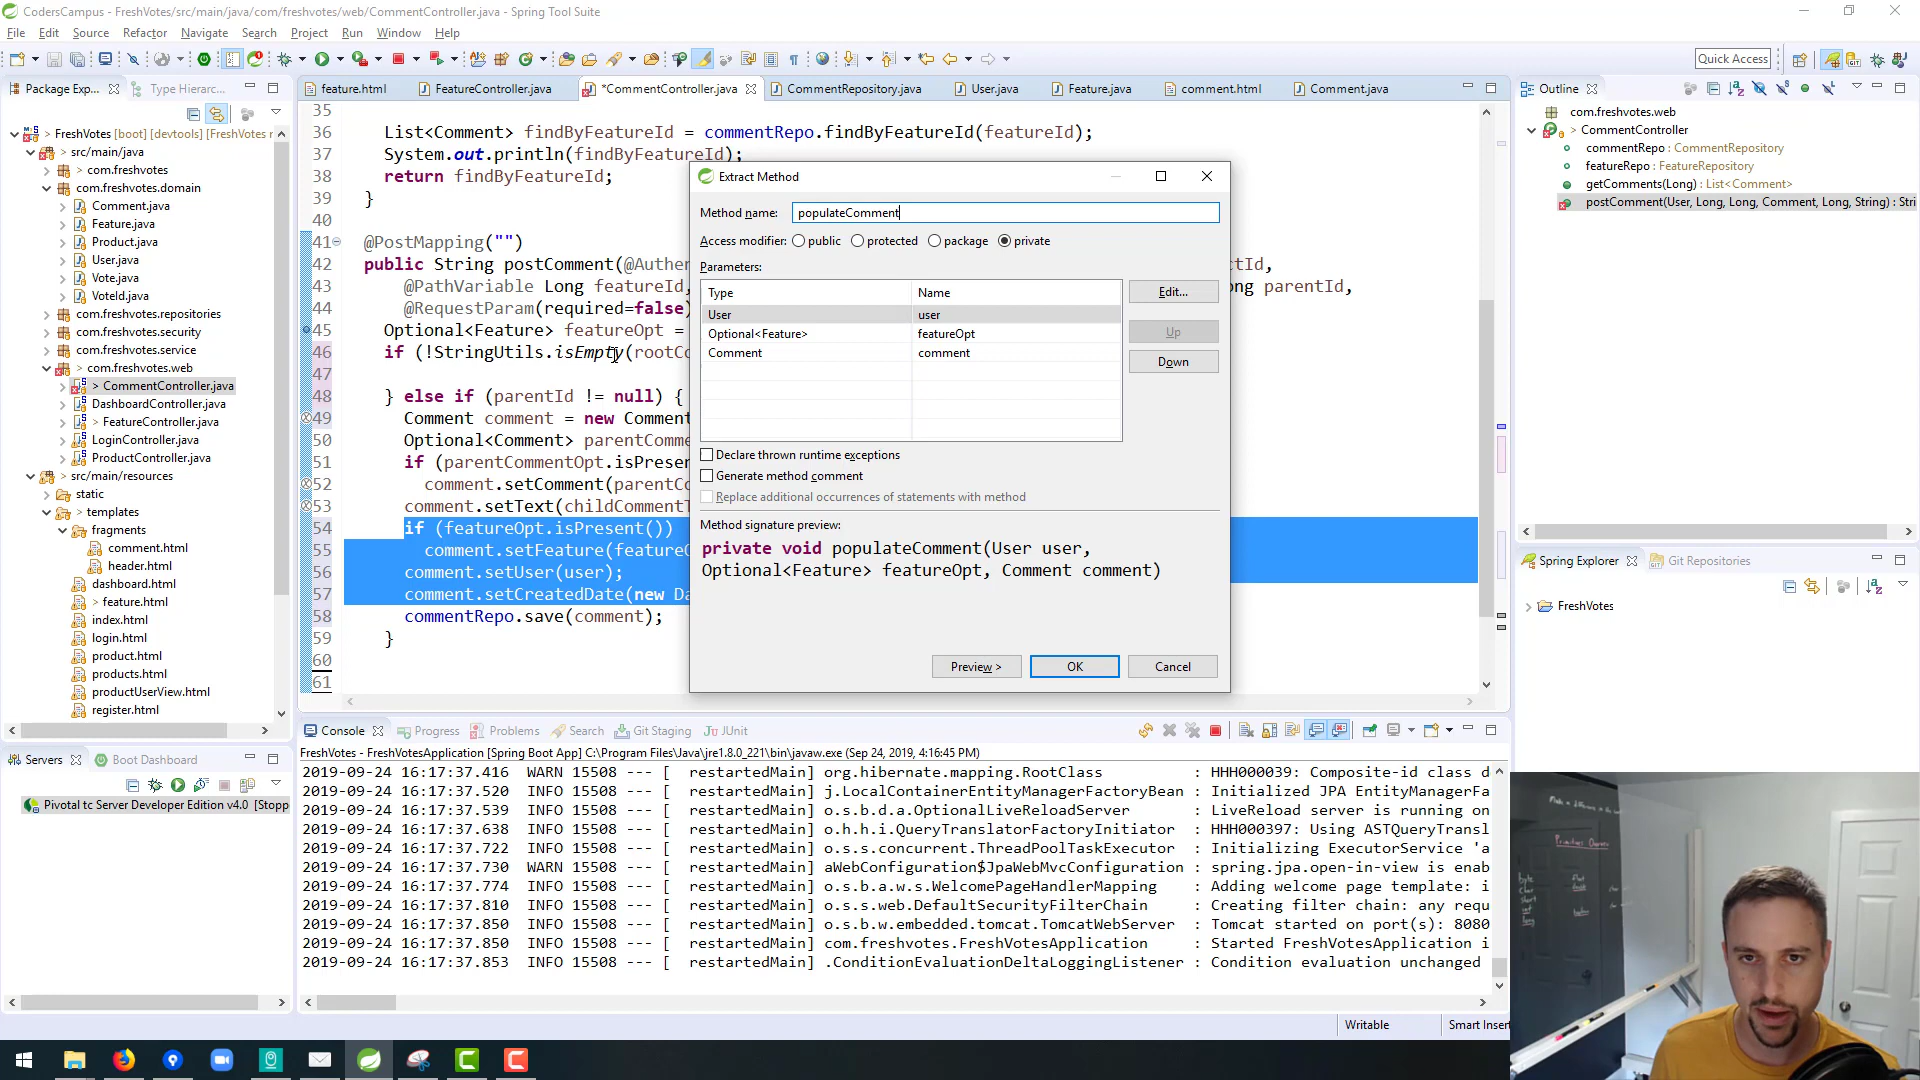 CodersCampus - FreshVotes/src/main/java/com/freshvotes/web/CommentController.java - Spring Tool Suite
File Edit Source Refactor Navigate Search Project Run Window Help
Quick Access
Package Exp... Type Hierarc...
feature.html FeatureController.java *CommentController.java CommentRepository.java User.java Feature.java comment.html Comment.java
Outline
FreshVotes [boot] [devtools] (FreshVotes
src/main/java
com.freshvotes
com.freshvotes.domain
Comment.java
Feature.java
Product.java
User.java
Vote.java
VoteId.java
com.freshvotes.repositories
com.freshvotes.security
com.freshvotes.service
com.freshvotes.web
> CommentController.java
DashboardController.java
> FeatureController.java
LoginController.java
ProductController.java
src/main/resources
static
templates
fragments
comment.html
header.html
dashboard.html
> feature.html
index.html
login.html
product.html
products.html
productUserView.html
register.html
35
36 List<Comment> findByFeatureId = commentRepo.findByFeatureId(featureId);
37 System.out.println(findByFeatureId);
38 return findByFeatureId;
39 }
40
41 @PostMapping("")
42 public String postComment(@Authe ctId,
43 @PathVariable Long featureId, ong parentId,
44 @RequestParam(required=false)
45 Optional<Feature> featureOpt =
46 if (!StringUtils.isEmpty(rootCo
47
48 } else if (parentId != null) {
49 Comment comment = new Comment
50 Optional<Comment> parentComme
51 if (parentCommentOpt.isPresen
52 comment.setComment(parentCo
53 comment.setText(childCommentT
54 if (featureOpt.isPresent())
55 comment.setFeature(featureO
56 comment.setUser(user);
57 comment.setCreatedDate(new Da
58 commentRepo.save(comment);
59 }
60
61
Extract Method
Method name: populateComment
Access modifier: public protected package private
Parameters:
Type Name
User user
Optional<Feature> featureOpt
Comment comment
Edit...
Up
Down
Declare thrown runtime exceptions
Generate method comment
Replace additional occurrences of statements with method
Method signature preview:
private void populateComment(User user,
Optional<Feature> featureOpt, Comment comment)
Preview > OK Cancel
com.freshvotes.web
> CommentController
commentRepo : CommentRepository
featureRepo : FeatureRepository
getComments(Long) : List<Comment>
postComment(User, Long, Long, Comment, Long, String) : Stri
Spring Explorer Git Repositories
FreshVotes
Servers Boot Dashboard
Pivotal tc Server Developer Edition v4.0 [Stopp
Console Progress Problems Search Git Staging JUnit
FreshVotes - FreshVotesApplication [Spring Boot App] C:\Program Files\Java\jre1.8.0_221\bin\javaw.exe (Sep 24, 2019, 4:16:45 PM)
2019-09-24 16:17:37.416 WARN 15508 --- [ restartedMain] org.hibernate.mapping.RootClass : HHH000039: Composite-id class d
2019-09-24 16:17:37.520 INFO 15508 --- [ restartedMain] j.LocalContainerEntityManagerFactoryBean : Initialized JPA EntityManagerFa
2019-09-24 16:17:37.539 INFO 15508 --- [ restartedMain] o.s.b.d.a.OptionalLiveReloadServer : LiveReload server is running on
2019-09-24 16:17:37.638 INFO 15508 --- [ restartedMain] o.h.h.i.QueryTranslatorFactoryInitiator : HHH000397: Using ASTQueryTransl
2019-09-24 16:17:37.722 INFO 15508 --- [ restartedMain] o.s.s.concurrent.ThreadPoolTaskExecutor : Initializing ExecutorService 'a
2019-09-24 16:17:37.730 WARN 15508 --- [ restartedMain] aWebConfiguration$JpaWebMvcConfiguration : spring.jpa.open-in-view is enab
2019-09-24 16:17:37.774 INFO 15508 --- [ restartedMain] o.s.b.a.w.s.WelcomePageHandlerMapping : Adding welcome page template: i
2019-09-24 16:17:37.810 INFO 15508 --- [ restartedMain] o.s.s.web.DefaultSecurityFilterChain : Creating filter chain: any requ
2019-09-24 16:17:37.850 INFO 15508 --- [ restartedMain] o.s.b.w.embedded.tomcat.TomcatWebServer : Tomcat started on port(s): 8080
2019-09-24 16:17:37.850 INFO 15508 --- [ restartedMain] com.freshvotes.FreshVotesApplication : Started FreshVotesApplication i
2019-09-24 16:17:37.853 INFO 15508 --- [ restartedMain] .ConditionEvaluationDeltaLoggingListener : Condition evaluation unchanged
Writable Smart Insert